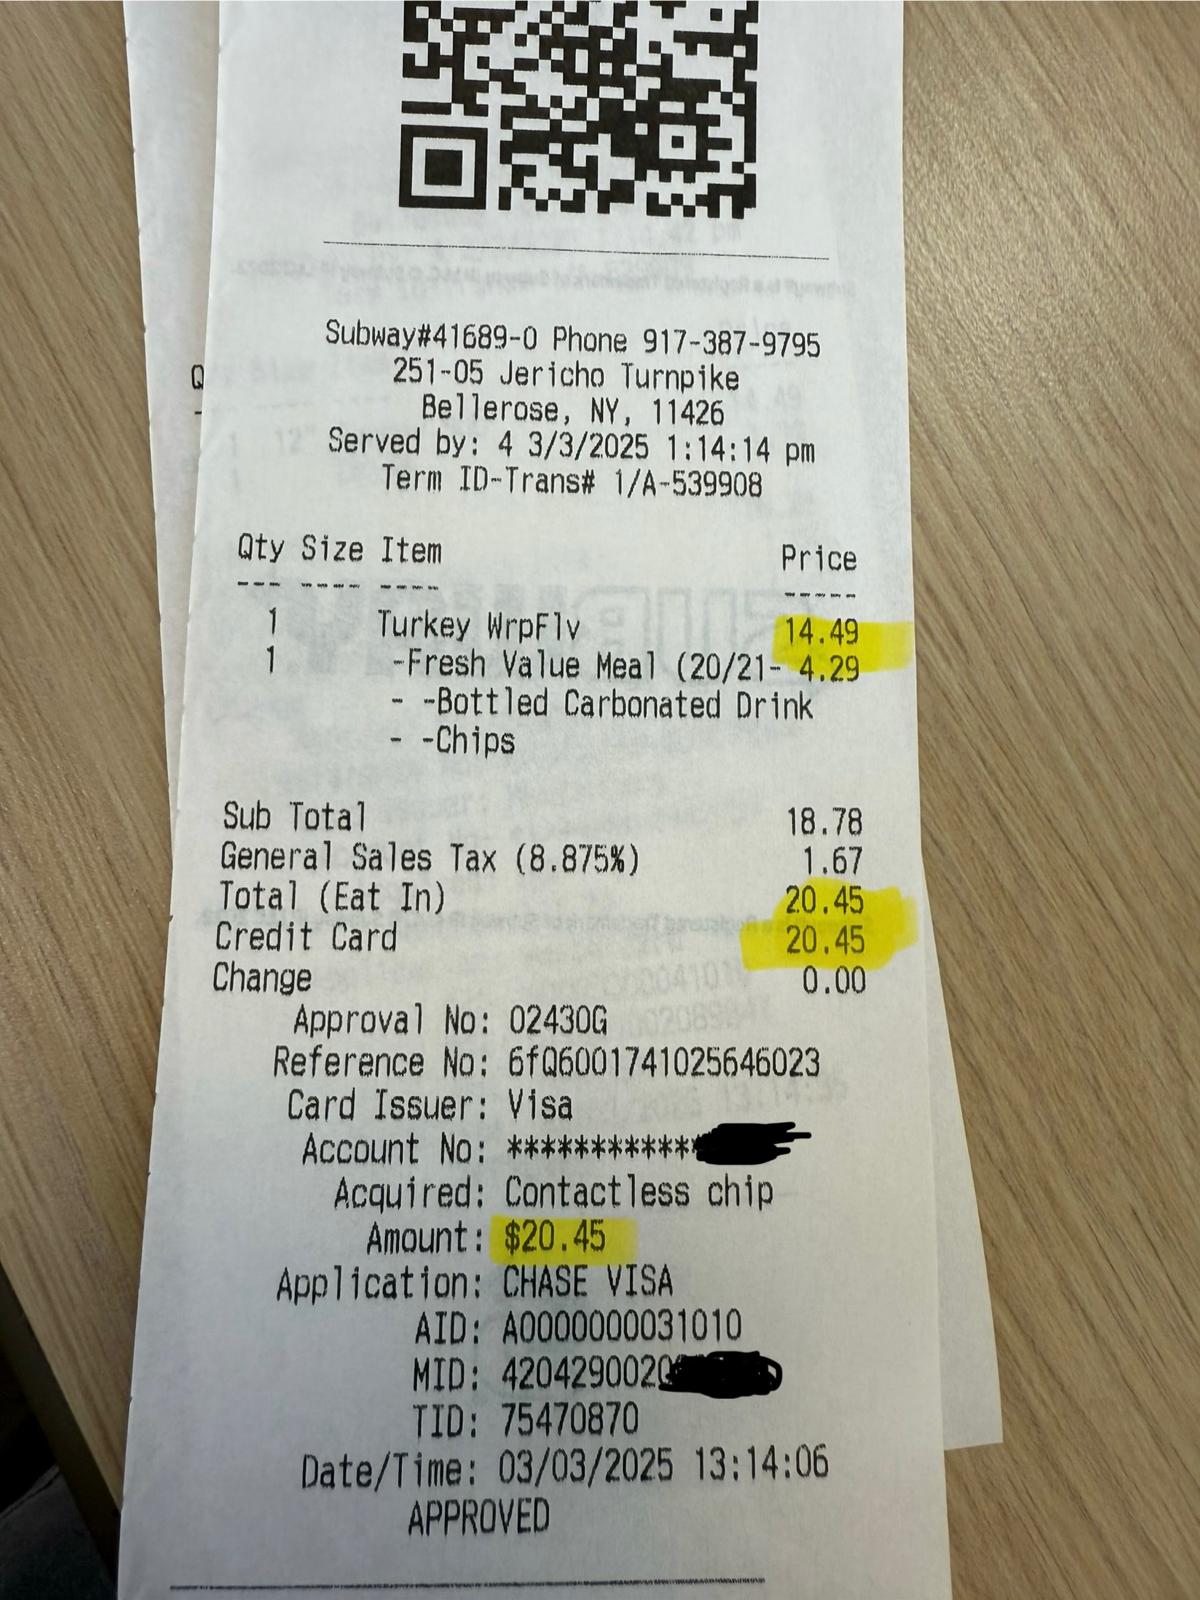 Subway#41689-0 Phone 917-387-9795
251-05 Jericho Turnpike
Bellerose, NY, 11426
Served by: 4 3/3/2025 1:14:14 pm
Term ID-Trans# 1/A-539908
Qty Size Item Price
--- ---- ---- -----
1 Turkey WrpFlv 14.49
1 -Fresh Value Meal (20/21- 4.29
- -Bottled Carbonated Drink
- -Chips
Sub Total 18.78
General Sales Tax (8.875%) 1.67
Total (Eat In) 20.45
Credit Card 20.45
Change 0.00
Approval No: 02430G
Reference No: 6fQ6001741025646023
Card Issuer: Visa
Account No: ************
Acquired: Contactless chip
Amount: $20.45
Application: CHASE VISA
AID: A0000000031010
MID: 4204290020
TID: 75470870
Date/Time: 03/03/2025 13:14:06
APPROVED